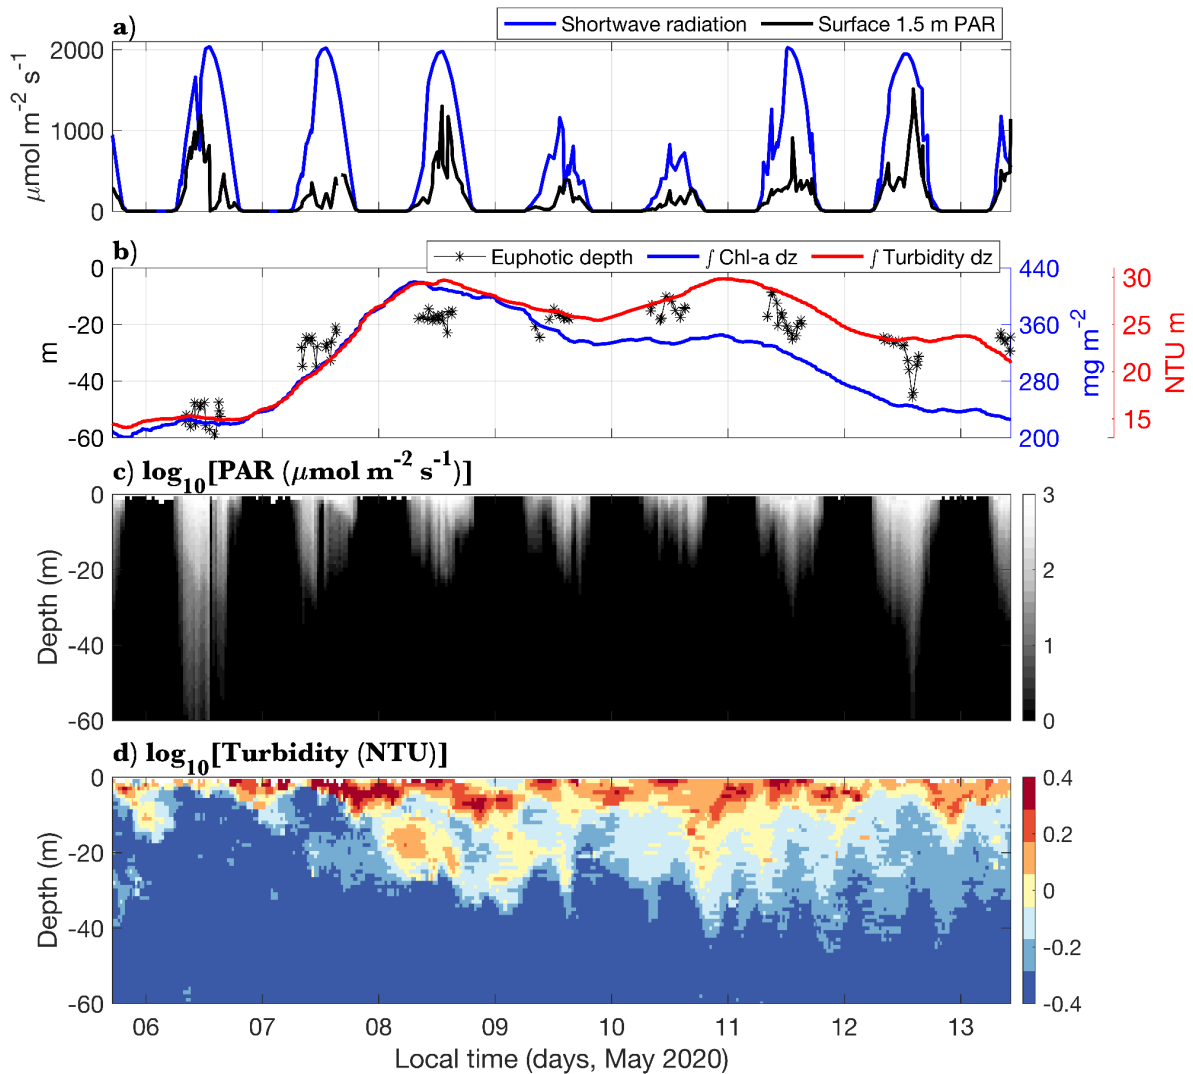 a)
Shortwave radiation
Surface 1.5 m PAR
2000
1000
0
μmol m⁻² s⁻¹
b)
Euphotic depth
∫ Chl-a dz
∫ Turbidity dz
0
-20
-40
-60
m
440
360
280
200
mg m⁻²
30
25
20
15
NTU m
c) log₁₀[PAR (μmol m⁻² s⁻¹)]
0
-20
-40
-60
Depth (m)
3
2
1
0
d) log₁₀[Turbidity (NTU)]
0
-20
-40
-60
Depth (m)
0.4
0.2
0
-0.2
-0.4
06 07 08 09 10 11 12 13
Local time (days, May 2020)